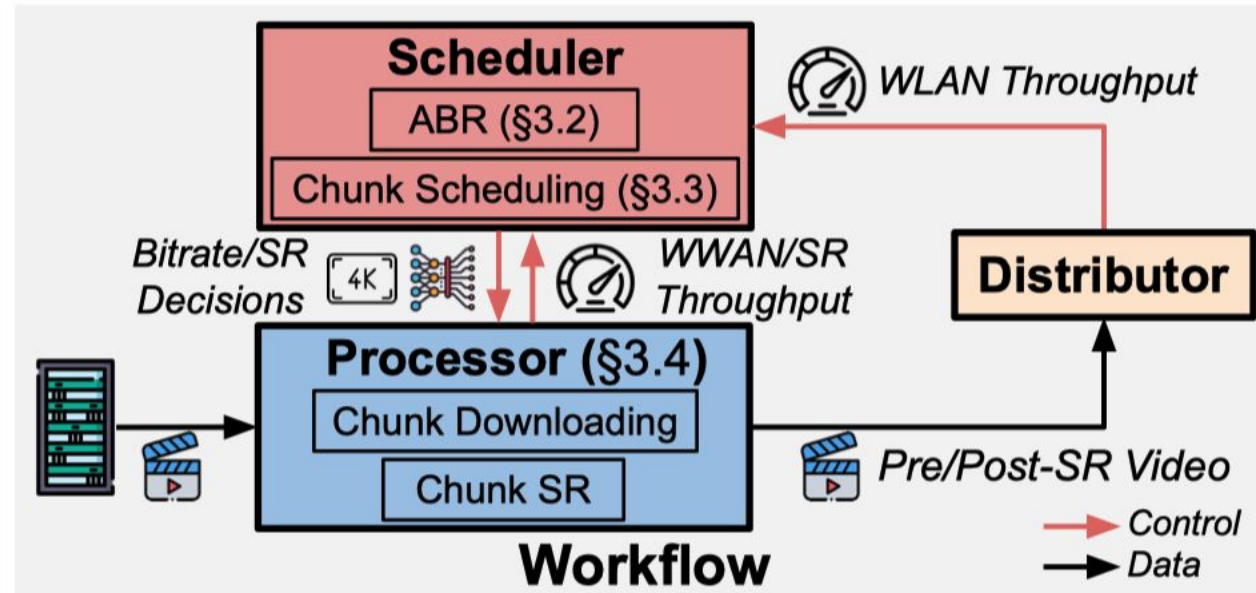 Scheduler
ABR (§3.2)
Chunk Scheduling (§3.3)
WLAN Throughput
Bitrate/SR
Decisions
4K
WWAN/SR
Throughput
Distributor
Processor (§3.4)
Chunk Downloading
Chunk SR
Pre/Post-SR Video
Control
Data
Workflow